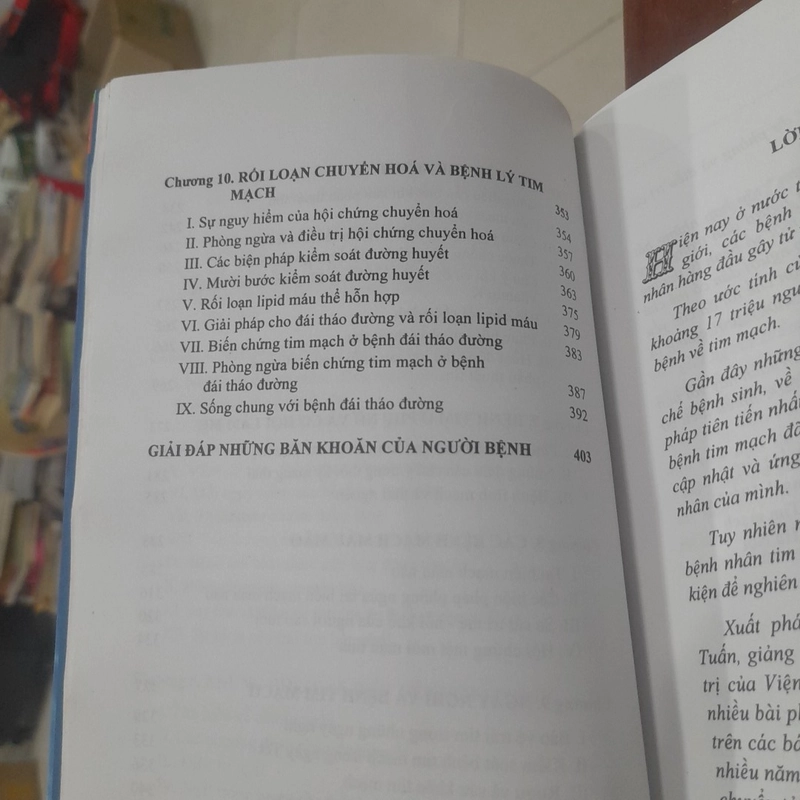 Chương 10. RỐI LOẠN CHUYỂN HOÁ VÀ BỆNH LÝ TIM
MẠCH 353
I. Sự nguy hiểm của hội chứng chuyển hoá 354
II. Phòng ngừa và điều trị hội chứng chuyển hoá 357
III. Các biện pháp kiểm soát đường huyết 360
IV. Mười bước kiểm soát đường huyết 363
V. Rối loạn lipid máu thể hỗn hợp 375
VI. Giải pháp cho đái tháo đường và rối loạn lipid máu 379
VII. Biến chứng tim mạch ở bệnh đái tháo đường 383
VIII. Phòng ngừa biến chứng tim mạch ở bệnh
đái tháo đường 387
IX. Sống chung với bệnh đái tháo đường 392
GIẢI ĐÁP NHỮNG BĂN KHOĂN CỦA NGƯỜI BỆNH 403
LỜI
Hiện nay ở nước t
giới, các bệnh
nhân hàng đầu gây tử
Theo ước tính củ
khoảng 17 triệu ngư
bệnh về tim mạch.
Gần đây những
chế bệnh sinh, về
pháp tiên tiến nhất
bệnh tim mạch đã
cập nhật và ứng
nhân của mình.
Tuy nhiên n
bệnh nhân tim
kiện để nghiên
Xuất phá
Tuấn, giảng
trị của Viện
nhiều bài ph
trên các bá
nhiều năm